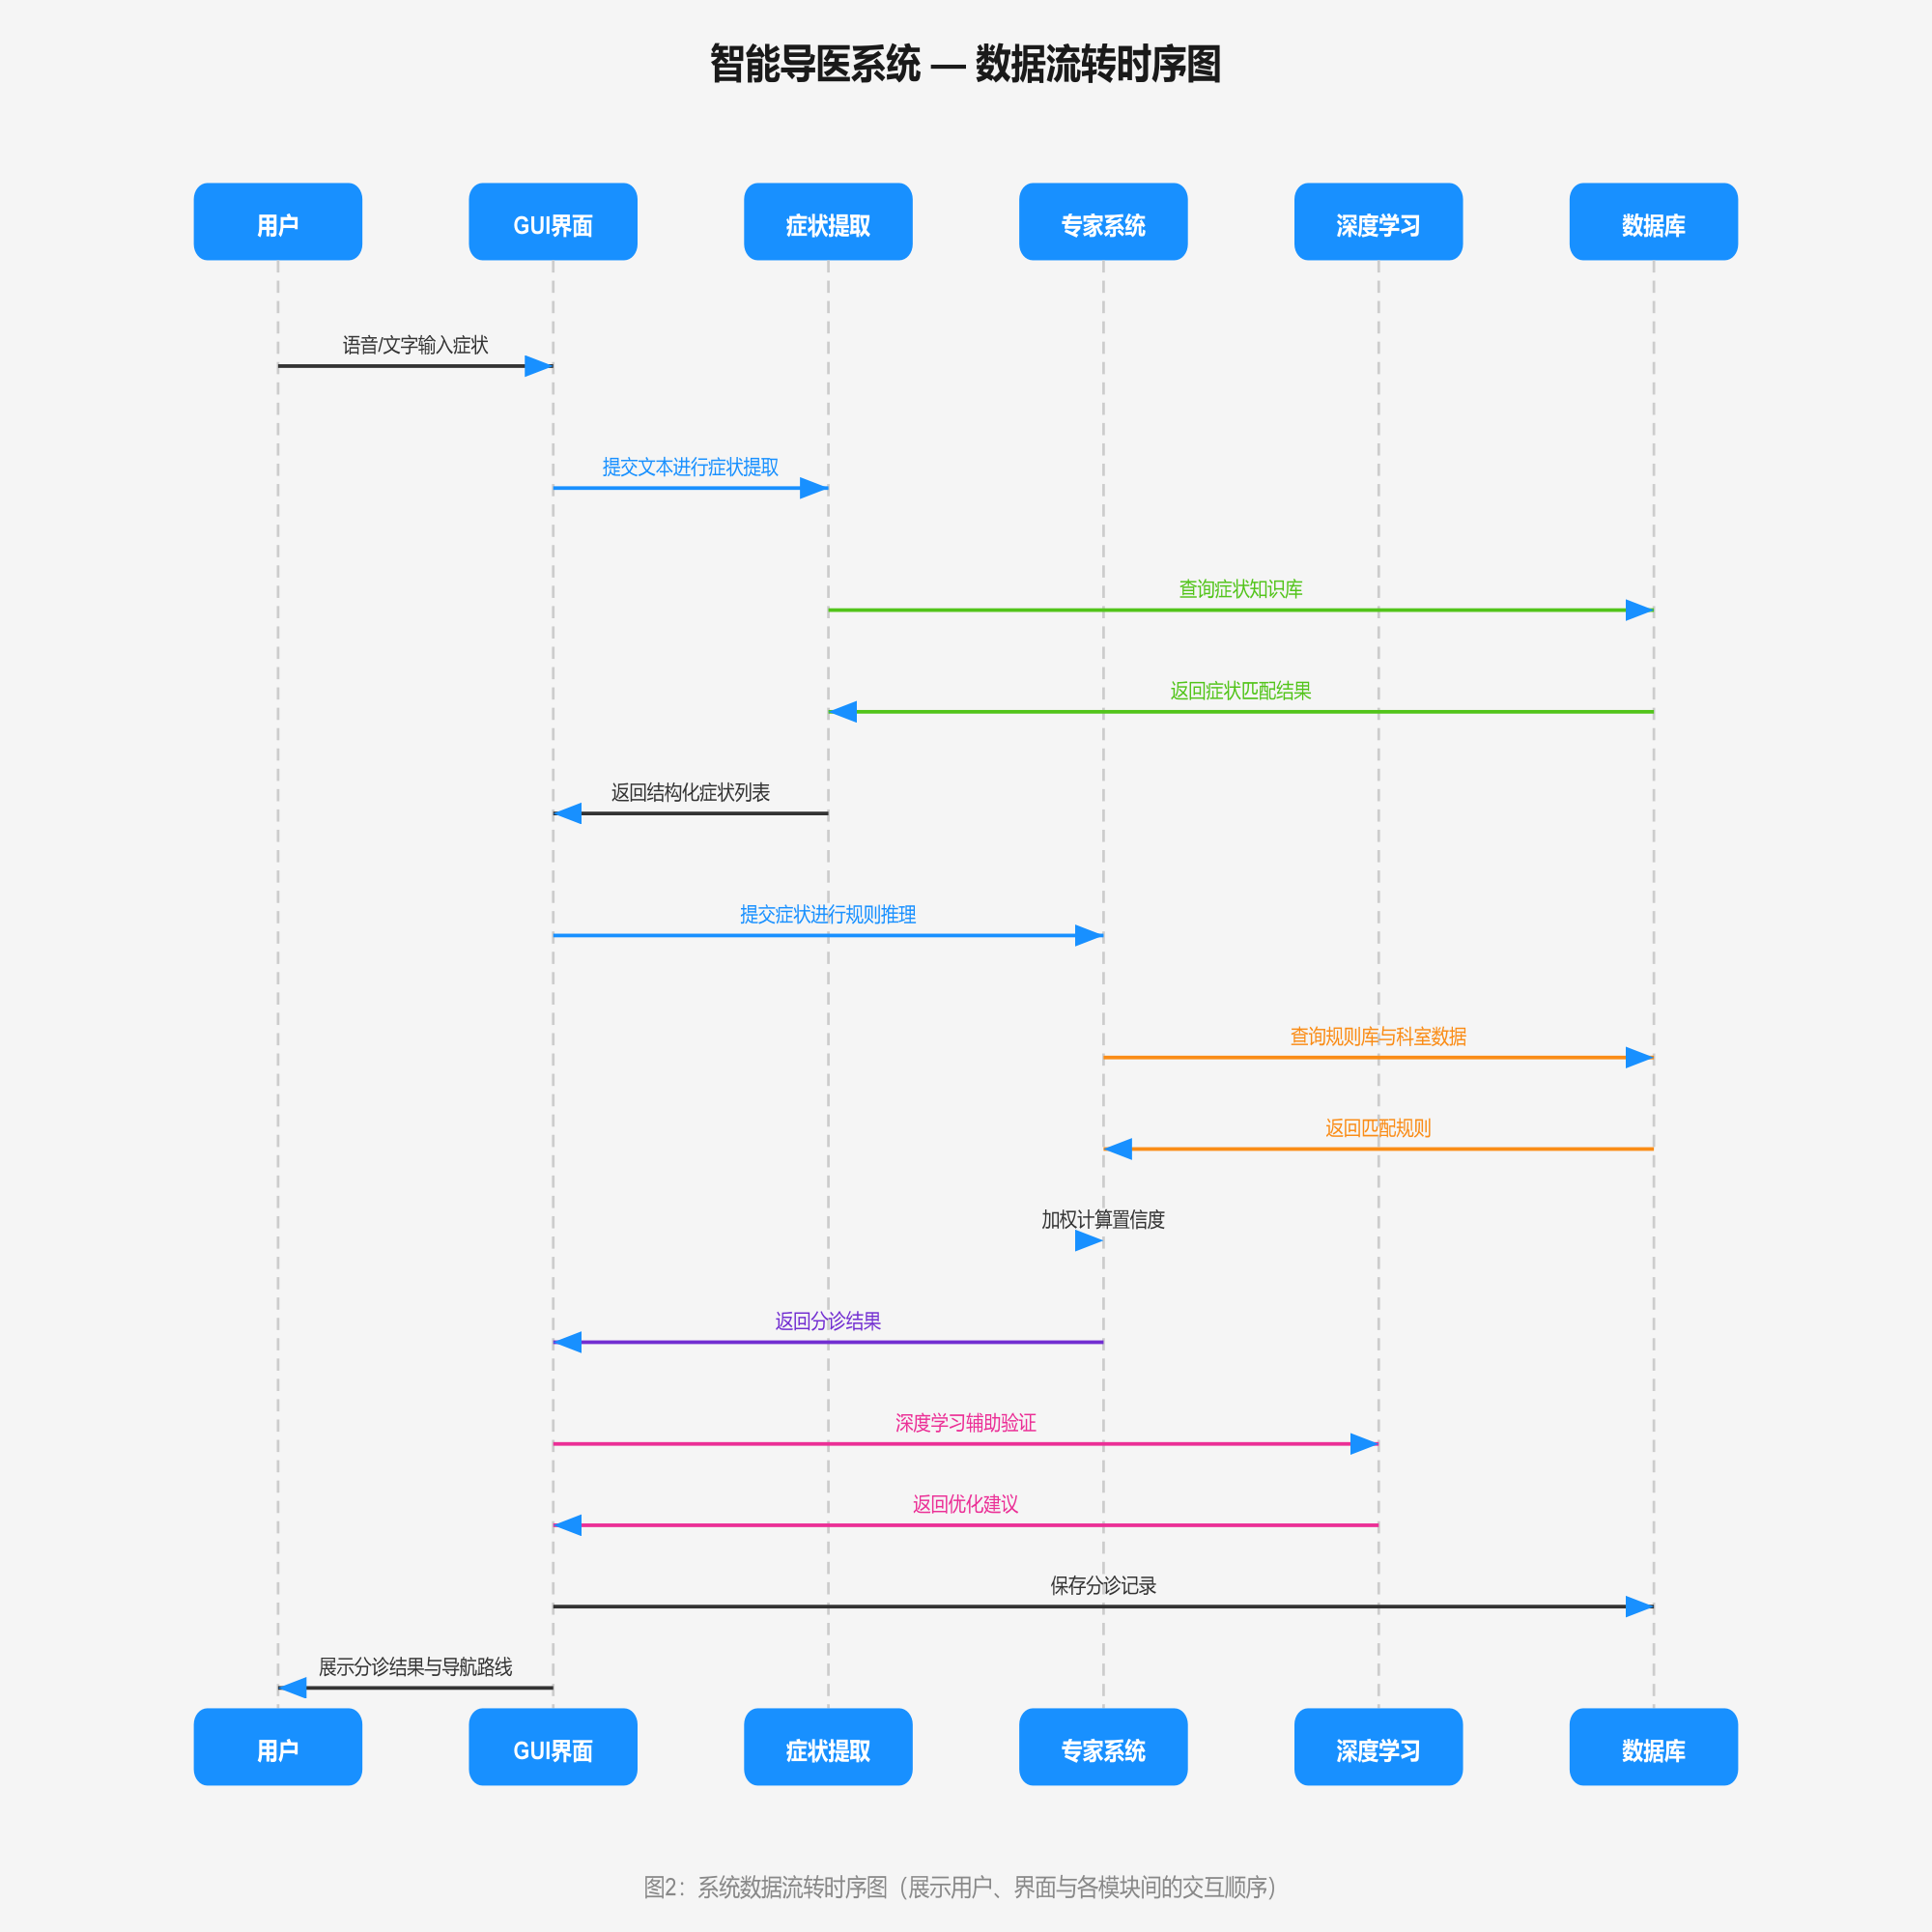 智能导医系统 — 数据流转时序图
用户
GUI界面
症状提取
专家系统
深度学习
数据库
语音/文字输入症状
提交文本进行症状提取
查询症状知识库
返回症状匹配结果
返回结构化症状列表
提交症状进行规则推理
查询规则库与科室数据
返回匹配规则
加权计算置信度
返回分诊结果
深度学习辅助验证
返回优化建议
保存分诊记录
展示分诊结果与导航路线
用户
GUI界面
症状提取
专家系统
深度学习
数据库
图2：系统数据流转时序图（展示用户、界面与各模块间的交互顺序）